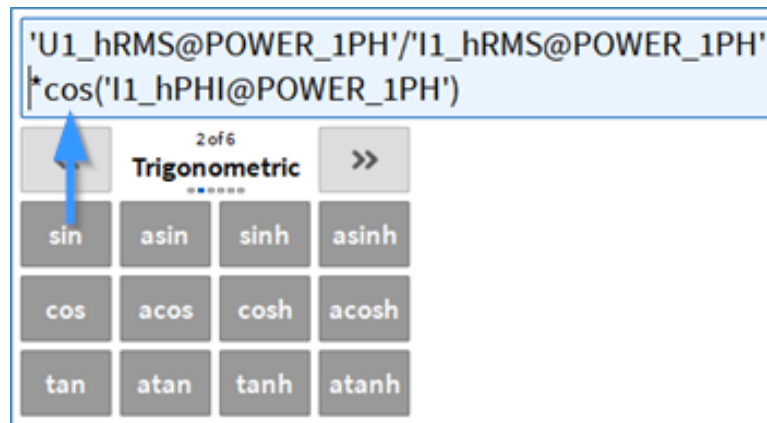 'U1_hRMS@POWER_1PH'/'I1_hRMS@POWER_1PH'
*cos('I1_hPHI@POWER_1PH')
2 of 6
Trigonometric
sin asin sinh asinh
cos acos cosh acosh
tan atan tanh atanh